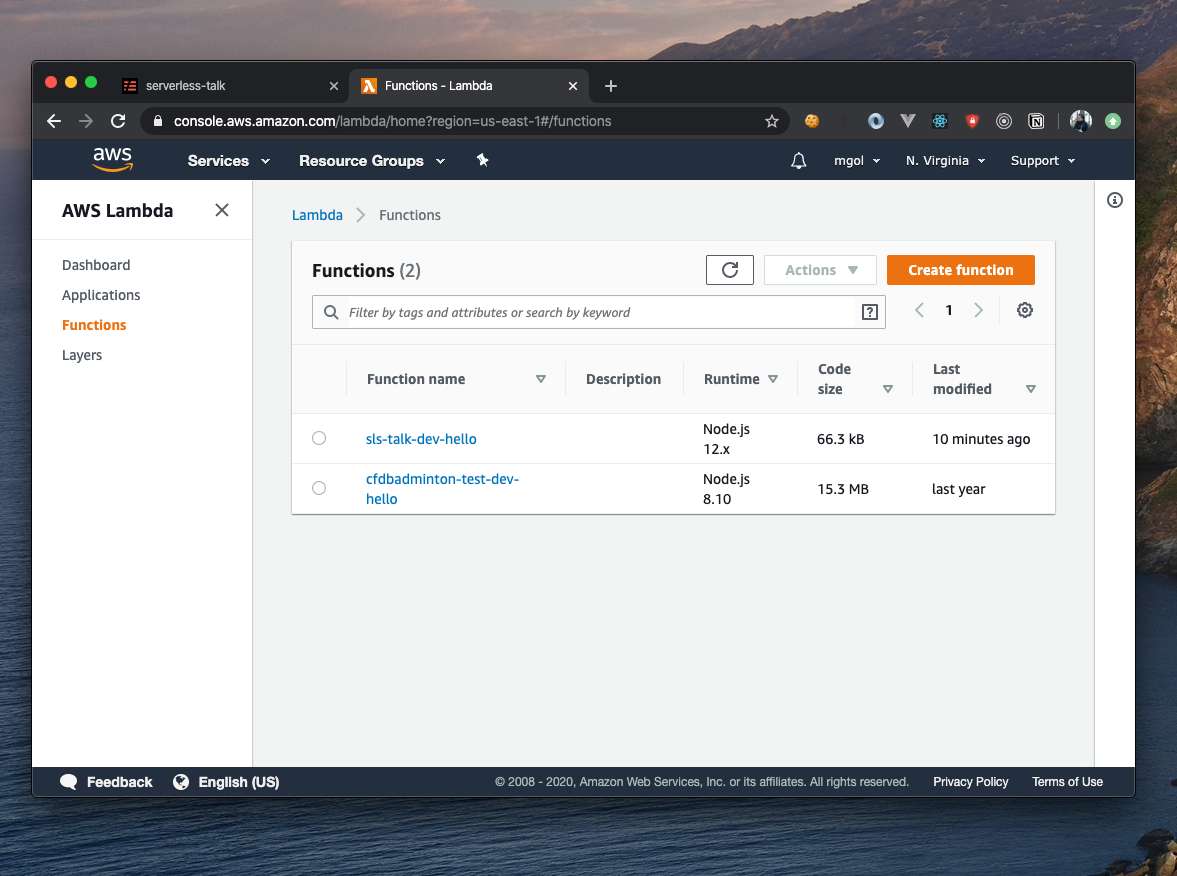 serverless-talk
Functions - Lambda
console.aws.amazon.com/lambda/home?region=us-east-1#/functions
aws
Services
Resource Groups
mgol
N. Virginia
Support
AWS Lambda
Dashboard
Applications
Functions
Layers
Lambda
Functions
Functions (2)
Actions
Create function
Filter by tags and attributes or search by keyword
1
Function name
Description
Runtime
Code
size
Last
modified
sls-talk-dev-hello
Node.js
12.x
66.3 kB
10 minutes ago
cfdbadminton-test-dev-
hello
Node.js
8.10
15.3 MB
last year
Feedback
English (US)
© 2008 - 2020, Amazon Web Services, Inc. or its affiliates. All rights reserved.
Privacy Policy
Terms of Use